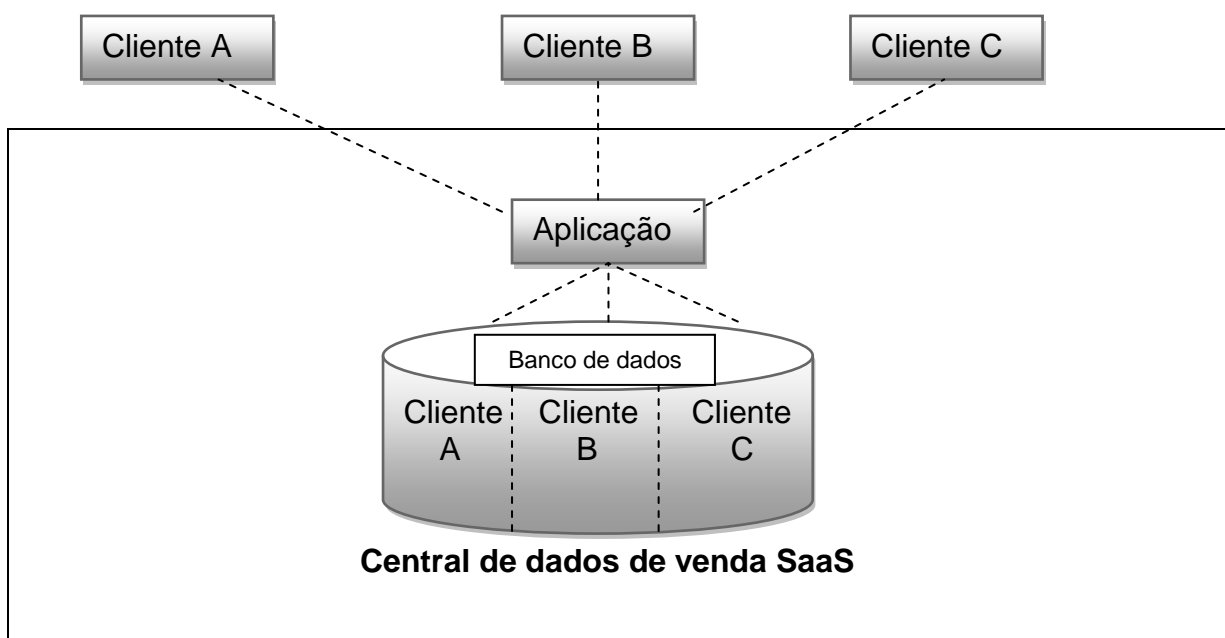 Cliente A
Cliente B
Cliente C
Aplicação
Banco de dados
Cliente
A
Cliente
B
Cliente
C
Central de dados de venda SaaS